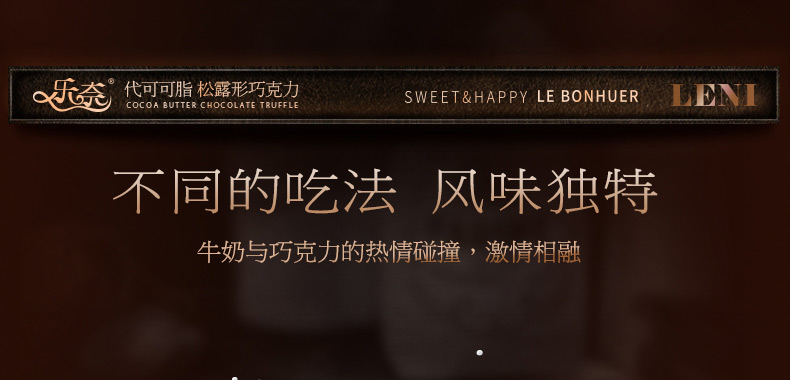 乐奈® 代可可脂 松露形巧克力
COCOA BUTTER CHOCOLATE TRUFFLE
SWEET&HAPPY LE BONHUER LENI
不同的吃法 风味独特
牛奶与巧克力的热情碰撞，激情相融